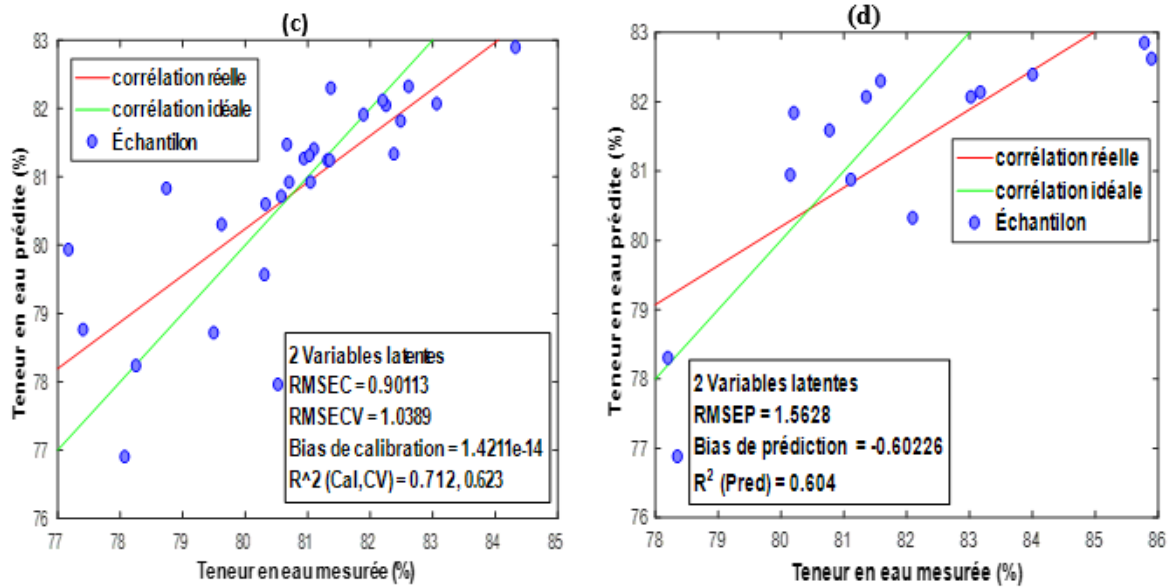 (c)
83
82
81
80
79
78
77
76
Teneur en eau prédite (%)
corrélation réelle
corrélation idéale
Échantilon
2 Variables latentes
RMSEC = 0.90113
RMSECV = 1.0389
Bias de calibration = 1.4211e-14
R^2 (Cal,CV) = 0.712, 0.623
77 78 79 80 81 82 83 84 85
Teneur en eau mesurée (%)
(d)
83
82
81
80
79
78
77
76
Teneur en eau prédite (%)
corrélation réelle
corrélation idéale
Échantilon
2 Variables latentes
RMSEP = 1.5628
Bias de prédiction = -0.60226
R² (Pred) = 0.604
78 79 80 81 82 83 84 85 86
Teneur en eau mesurée (%)